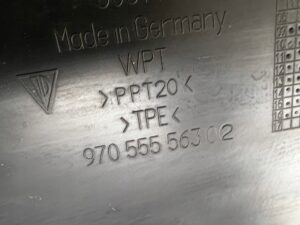 Made in Germany.
WPT
>PPT20<
>TPE<
970 555 563 02